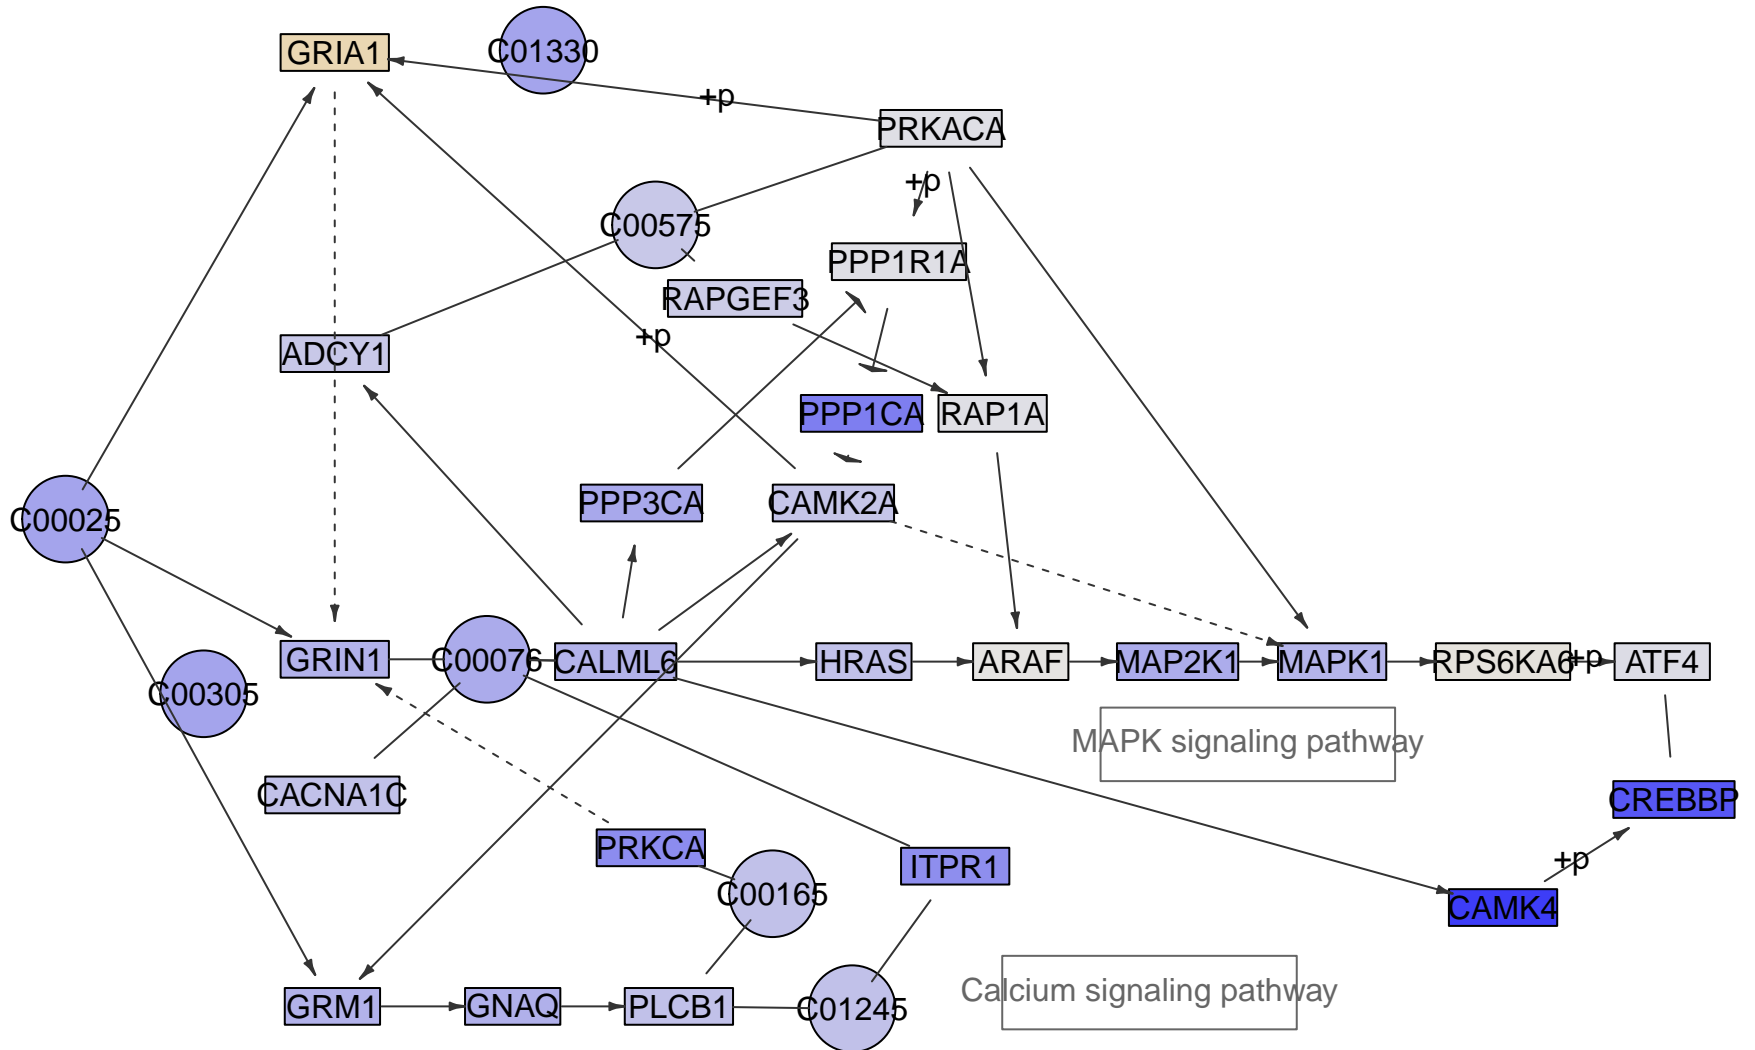 C01330
GRIA1
+p
PRKACA
+p
C00575
PPP1R1A
RAPGEF3
+p
ADCY1
PPP1CA
RAP1A
PPP3CA
CAMK2A
C00025
GRIN1
C00076
CALML6
HRAS
ARAF
MAP2K1
MAPK1
RPS6KA6
+p
ATF4
C00305
MAPK signaling pathway
CACNA1C
CREBBP
PRKCA
ITPR1
+p
C00165
CAMK4
Calcium signaling pathway
GRM1
GNAQ
PLCB1
C01245